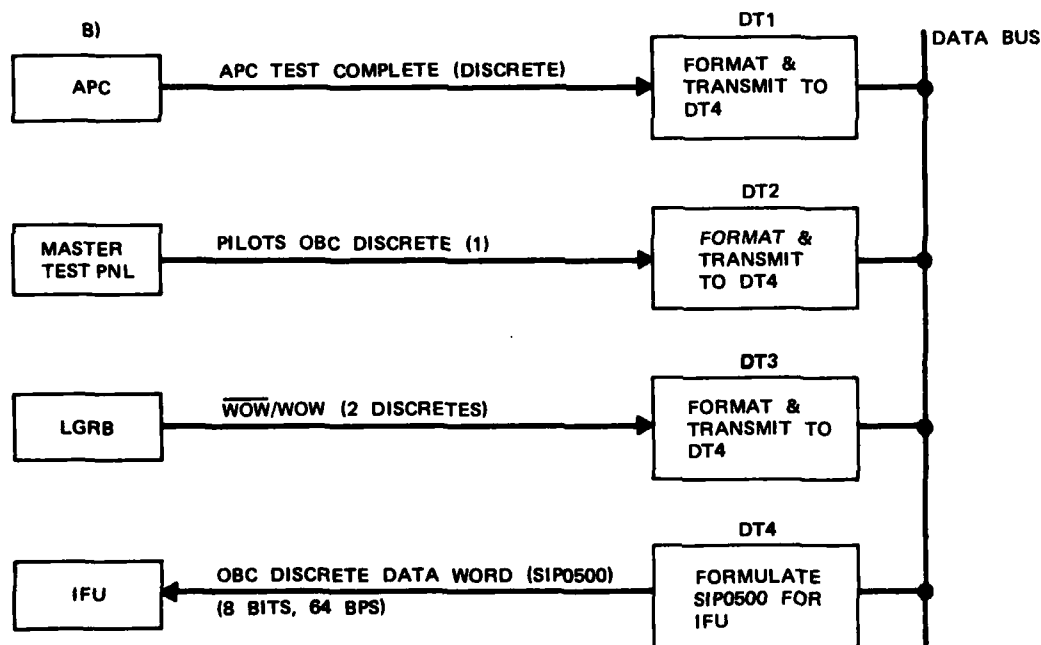 B)
DT1
DATA BUS
APC
APC TEST COMPLETE (DISCRETE)
FORMAT &
TRANSMIT TO
DT4
DT2
MASTER
TEST PNL
PILOTS OBC DISCRETE (1)
FORMAT &
TRANSMIT
TO DT4
DT3
LGRB
W̅O̅W̅/WOW (2 DISCRETES)
FORMAT &
TRANSMIT TO
DT4
DT4
IFU
OBC DISCRETE DATA WORD (SIP0500)
(8 BITS, 64 BPS)
FORMULATE
SIP0500 FOR
IFU